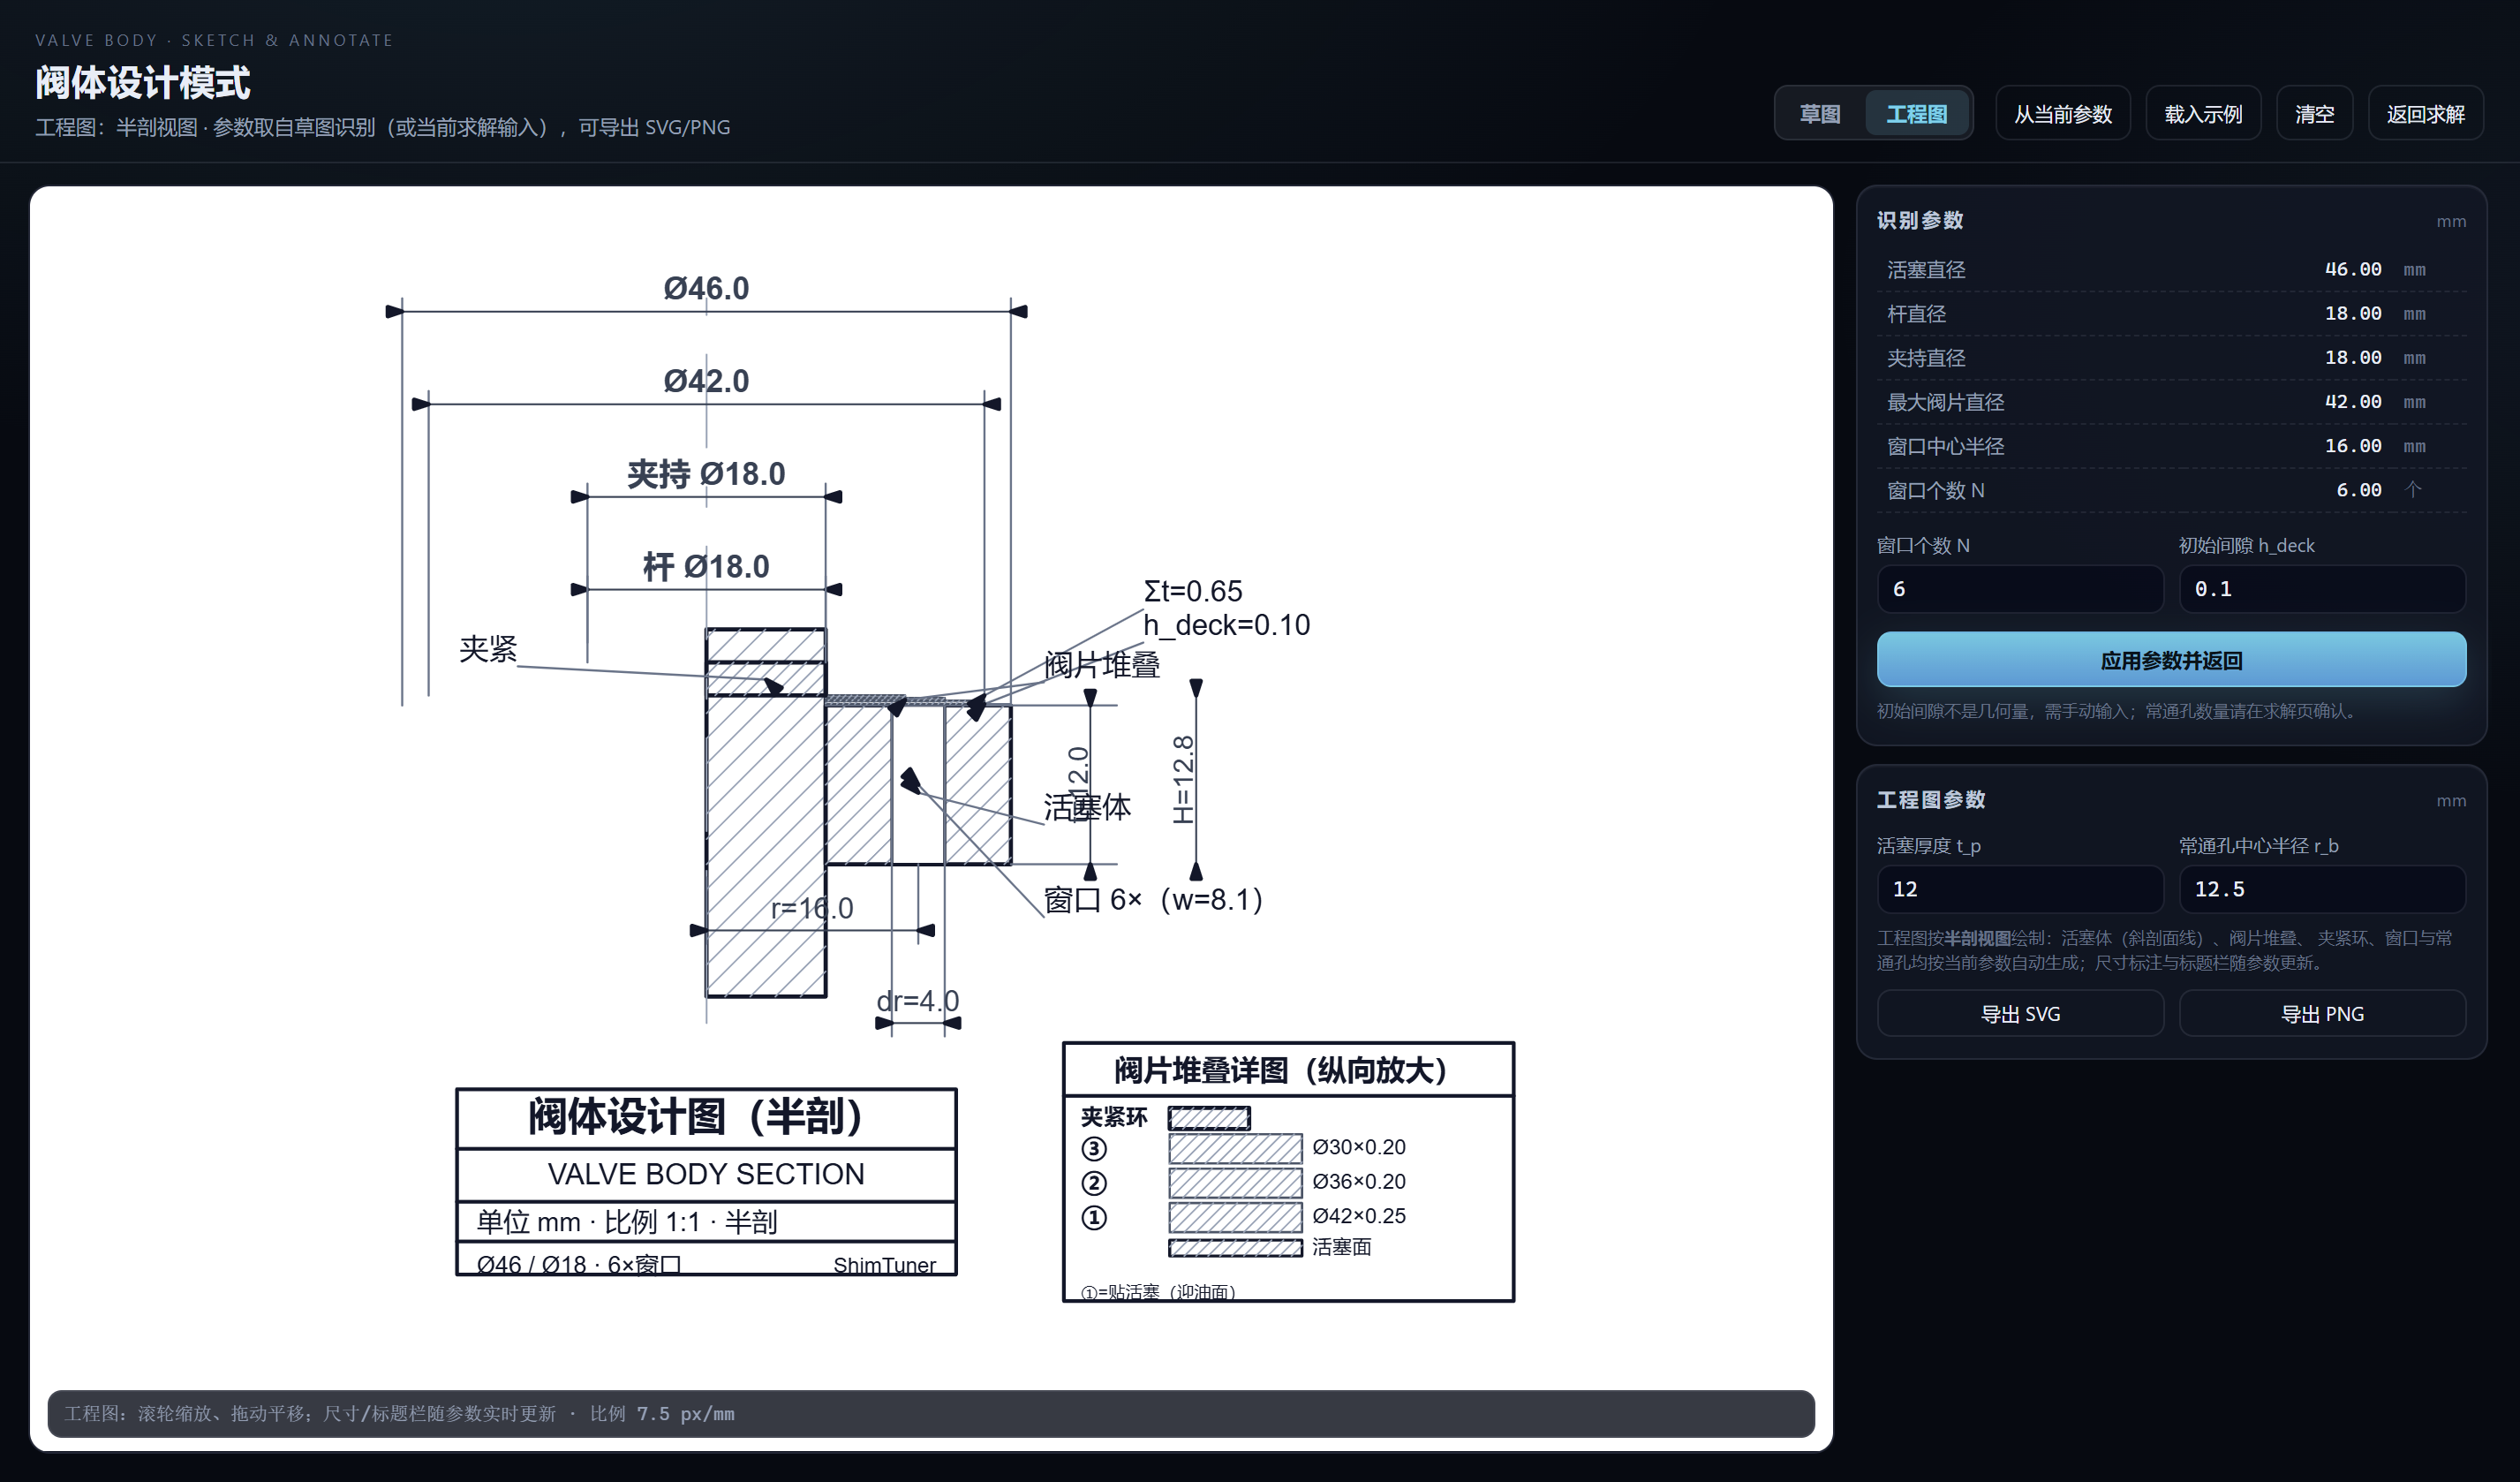 VALVE BODY · SKETCH & ANNOTATE
阀体设计模式
工程图：半剖视图 · 参数取自草图识别（或当前求解输入），可导出 SVG/PNG
草图
工程图
从当前参数
载入示例
清空
返回求解
Ø46.0
Ø42.0
夹持 Ø18.0
杆 Ø18.0
Σt=0.65
h_deck=0.10
夹紧
阀片堆叠
H=12.8
活塞体
窗口 6×（w=8.1）
r=16.0
dr=4.0
阀体设计图（半剖）
VALVE BODY SECTION
单位 mm · 比例 1:1 · 半剖
Ø46 / Ø18 · 6×窗口
ShimTuner
阀片堆叠详图（纵向放大）
夹紧环
③ Ø30×0.20
② Ø36×0.20
① Ø42×0.25
活塞面
①=贴活塞（迎油面）
工程图：滚轮缩放、拖动平移；尺寸/标题栏随参数实时更新 · 比例 7.5 px/mm
识别参数 mm
活塞直径 46.00 mm
杆直径 18.00 mm
夹持直径 18.00 mm
最大阀片直径 42.00 mm
窗口中心半径 16.00 mm
窗口个数 N 6.00 个
窗口个数 N
初始间隙 h_deck
6
0.1
应用参数并返回
初始间隙不是几何量，需手动输入；常通孔数量请在求解页确认。
工程图参数 mm
活塞厚度 t_p
常通孔中心半径 r_b
12
12.5
工程图按半剖视图绘制：活塞体（斜剖面线）、阀片堆叠、 夹紧环、窗口与常
通孔均按当前参数自动生成；尺寸标注与标题栏随参数更新。
导出 SVG
导出 PNG